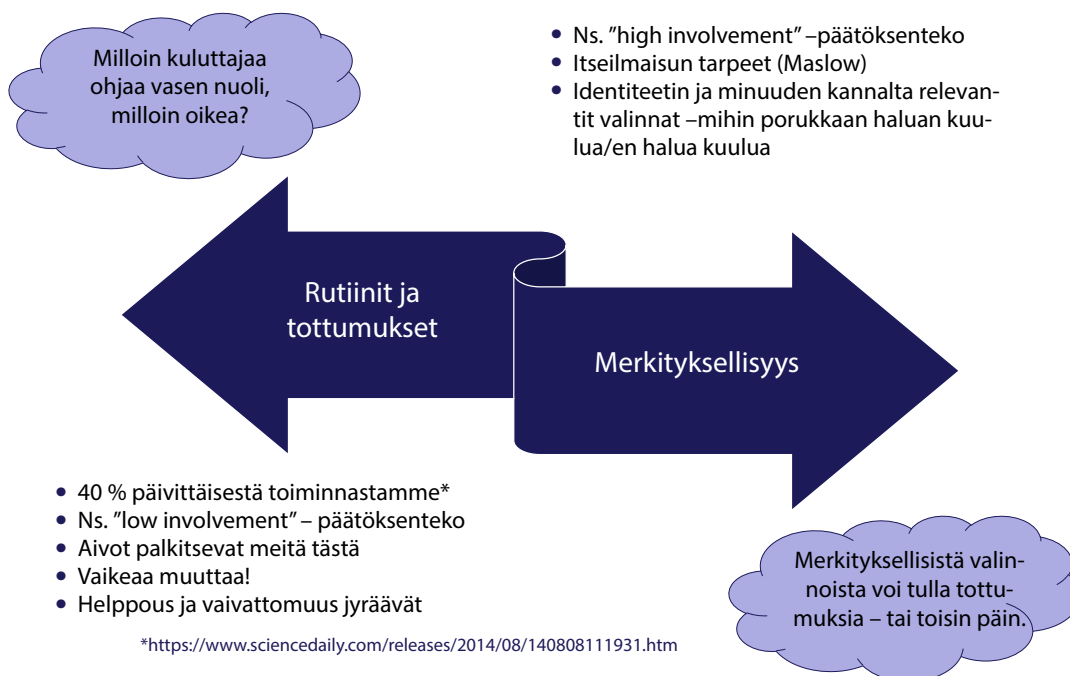 Milloin kuluttajaa
ohjaa vasen nuoli,
milloin oikea?
• Ns. ”high involvement” –päätöksenteko
• Itseilmaisun tarpeet (Maslow)
• Identiteetin ja minuuden kannalta relevan-
tit valinnat –mihin porukkaan haluan kuu-
lua/en halua kuulua
Rutiinit ja
tottumukset
Merkityksellisyys
• 40 % päivittäisestä toiminnastamme*
• Ns. ”low involvement” – päätöksenteko
• Aivot palkitsevat meitä tästä
• Vaikeaa muuttaa!
• Helppous ja vaivattomuus jyräävät
*https://www.sciencedaily.com/releases/2014/08/140808111931.htm
Merkityksellisistä valin-
noista voi tulla tottu-
muksia – tai toisin päin.